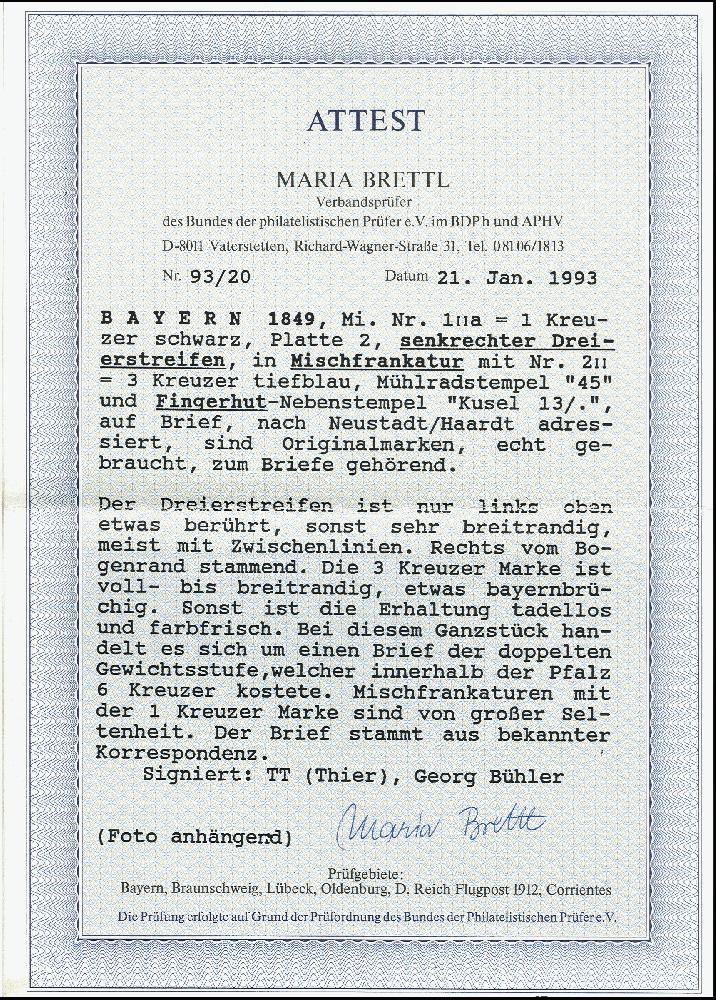 ATTEST
MARIA BRETTL
Verbandsprüfer
des Bundes der philatelistischen Prüfer e.V. im BDPh und APHV
D-8011 Vaterstetten, Richard-Wagner-Straße 31, Tel. 08106/1813
Nr. 93/20 Datum 21. Jan. 1993
B A Y E R N 1849, Mi. Nr. 1IIa = 1 Kreu-
zer schwarz, Platte 2, senkrechter Drei-
erstreifen, in Mischfrankatur mit Nr. 2II
= 3 Kreuzer tiefblau, Mühlradstempel "45"
und Fingerhut-Nebenstempel "Kusel 13/.",
auf Brief, nach Neustadt/Haardt adres-
siert, sind Originalmarken, echt ge-
braucht, zum Briefe gehörend.
Der Dreierstreifen ist nur links oben
etwas berührt, sonst sehr breitrandig,
meist mit Zwischenlinien. Rechts vom Bo-
genrand stammend. Die 3 Kreuzer Marke ist
voll- bis breitrandig, etwas bayernbrü-
chig. Sonst ist die Erhaltung tadellos
und farbfrisch. Bei diesem Ganzstück han-
delt es sich um einen Brief der doppelten
Gewichtsstufe,welcher innerhalb der Pfalz
6 Kreuzer kostete. Mischfrankaturen mit
der 1 Kreuzer Marke sind von großer Sel-
tenheit. Der Brief stammt aus bekannter
Korrespondenz.
Signiert: TT (Thier), Georg Bühler
(Foto anhängend) Maria Brettl
Prüfgebiete:
Bayern, Braunschweig, Lübeck, Oldenburg, D. Reich Flugpost 1912, Corrientes
Die Prüfung erfolgte auf Grund der Prüfordnung des Bundes der Philatelistischen Prüfer e.V.